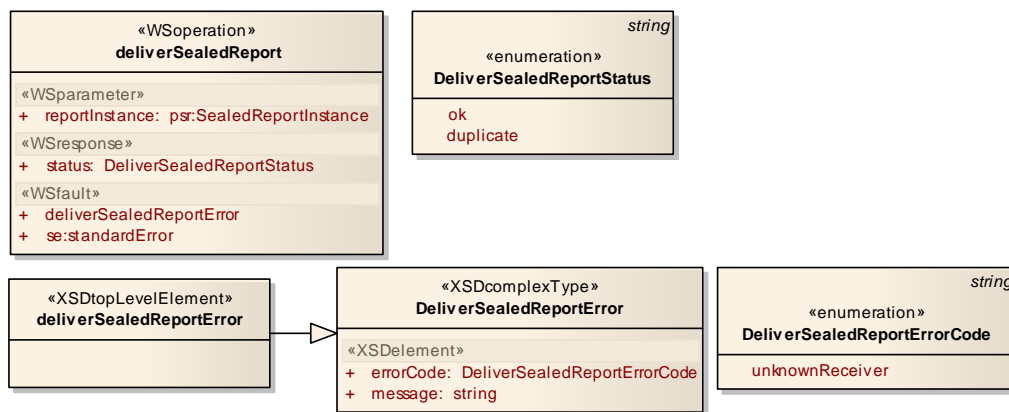 «WSoperation»
deliverSealedReport
«WSparameter»
+ reportInstance: psr:SealedReportInstance
«WSresponse»
+ status: DeliverSealedReportStatus
«WSfault»
+ deliverSealedReportError
+ se:standardError
string
«enumeration»
DeliverSealedReportStatus
ok
duplicate
«XSDtopLevelElement»
deliverSealedReportError
«XSDcomplexType»
DeliverSealedReportError
«XSDelement»
+ errorCode: DeliverSealedReportErrorCode
+ message: string
string
«enumeration»
DeliverSealedReportErrorCode
unknownReceiver